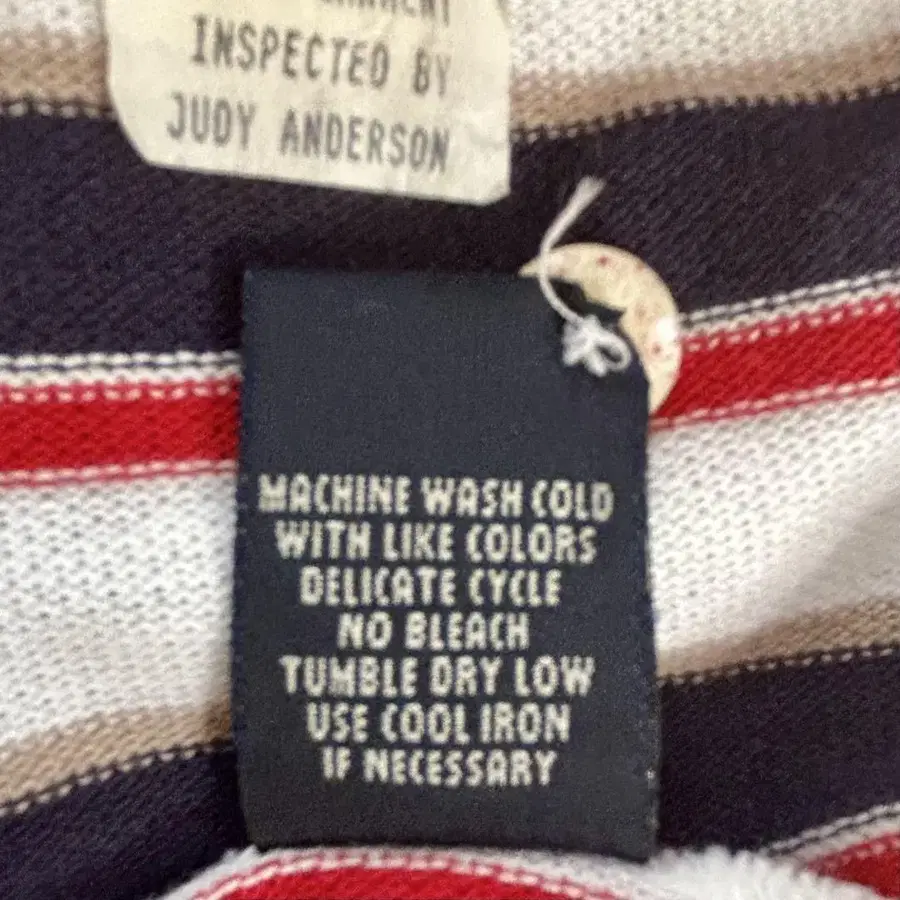 GARMENT
INSPECTED BY
JUDY ANDERSON
MACHINE WASH COLD
WITH LIKE COLORS
DELICATE CYCLE
NO BLEACH
TUMBLE DRY LOW
USE COOL IRON
IF NECESSARY